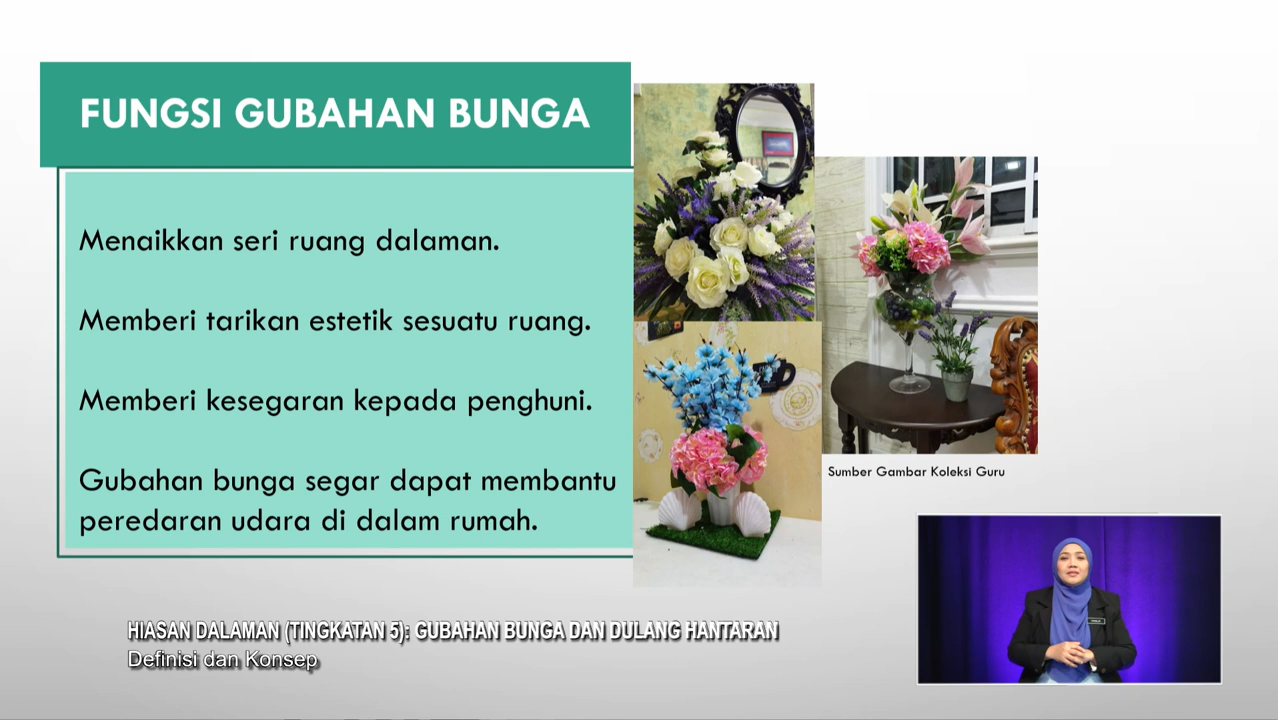 FUNGSI GUBAHAN BUNGA
Menaikkan seri ruang dalaman.
Memberi tarikan estetik sesuatu ruang.
Memberi kesegaran kepada penghuni.
Gubahan bunga segar dapat membantu
peredaran udara di dalam rumah.
Sumber Gambar Koleksi Guru
HIASAN DALAMAN (TINGKATAN 5): GUBAHAN BUNGA DAN DULANG HANTARAN
Definisi dan Konsep